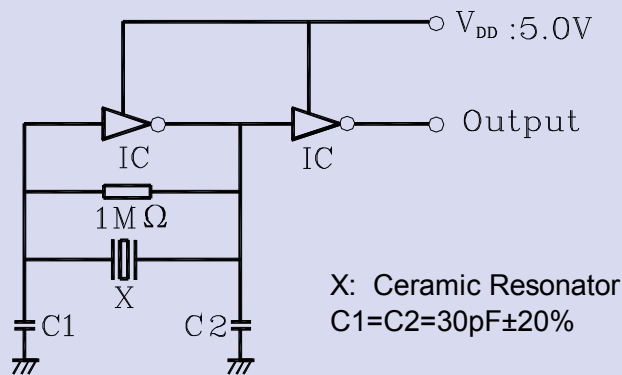 VDD :5.0V
Output
IC
IC
1MΩ
X
C1
C2
X: Ceramic Resonator
C1=C2=30pF±20%